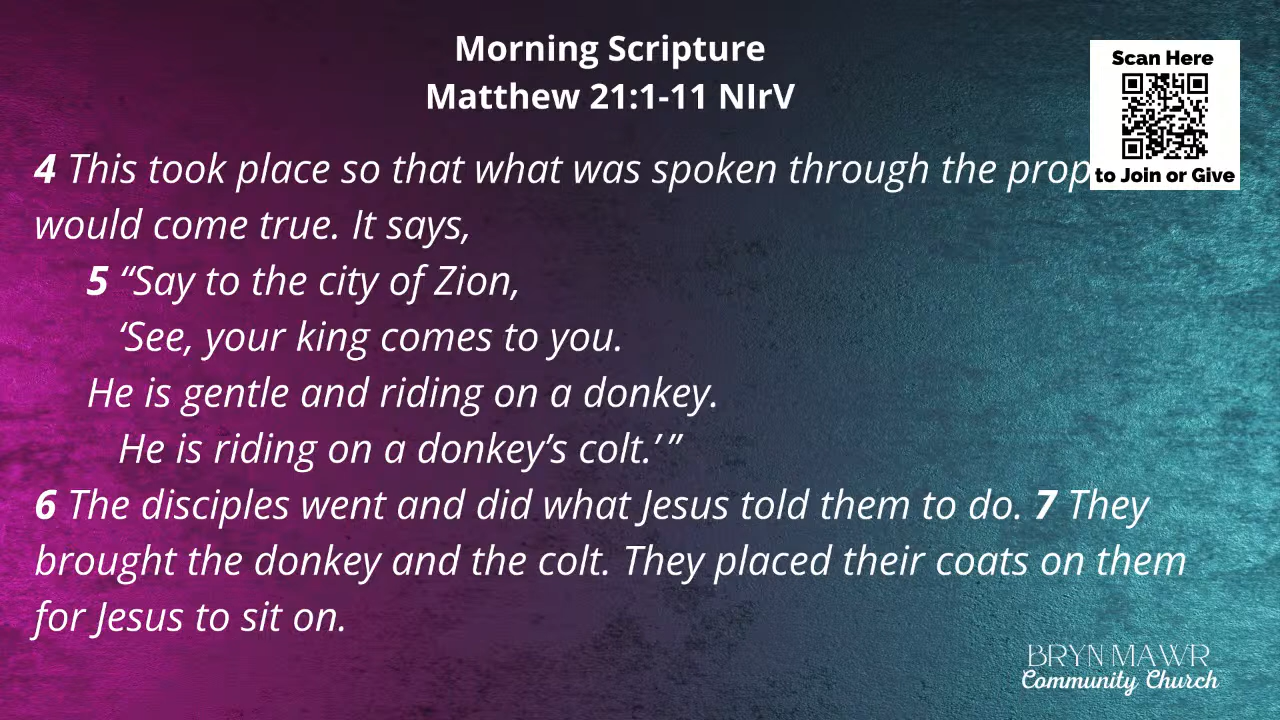 Morning Scripture
Matthew 21:1-11 NIrV
Scan Here
to Join or Give
4 This took place so that what was spoken through the prop
would come true. It says,
5 “Say to the city of Zion,
‘See, your king comes to you.
He is gentle and riding on a donkey.
He is riding on a donkey’s colt.’ ”
6 The disciples went and did what Jesus told them to do. 7 They
brought the donkey and the colt. They placed their coats on them
for Jesus to sit on.
BRYN MAWR
Community Church